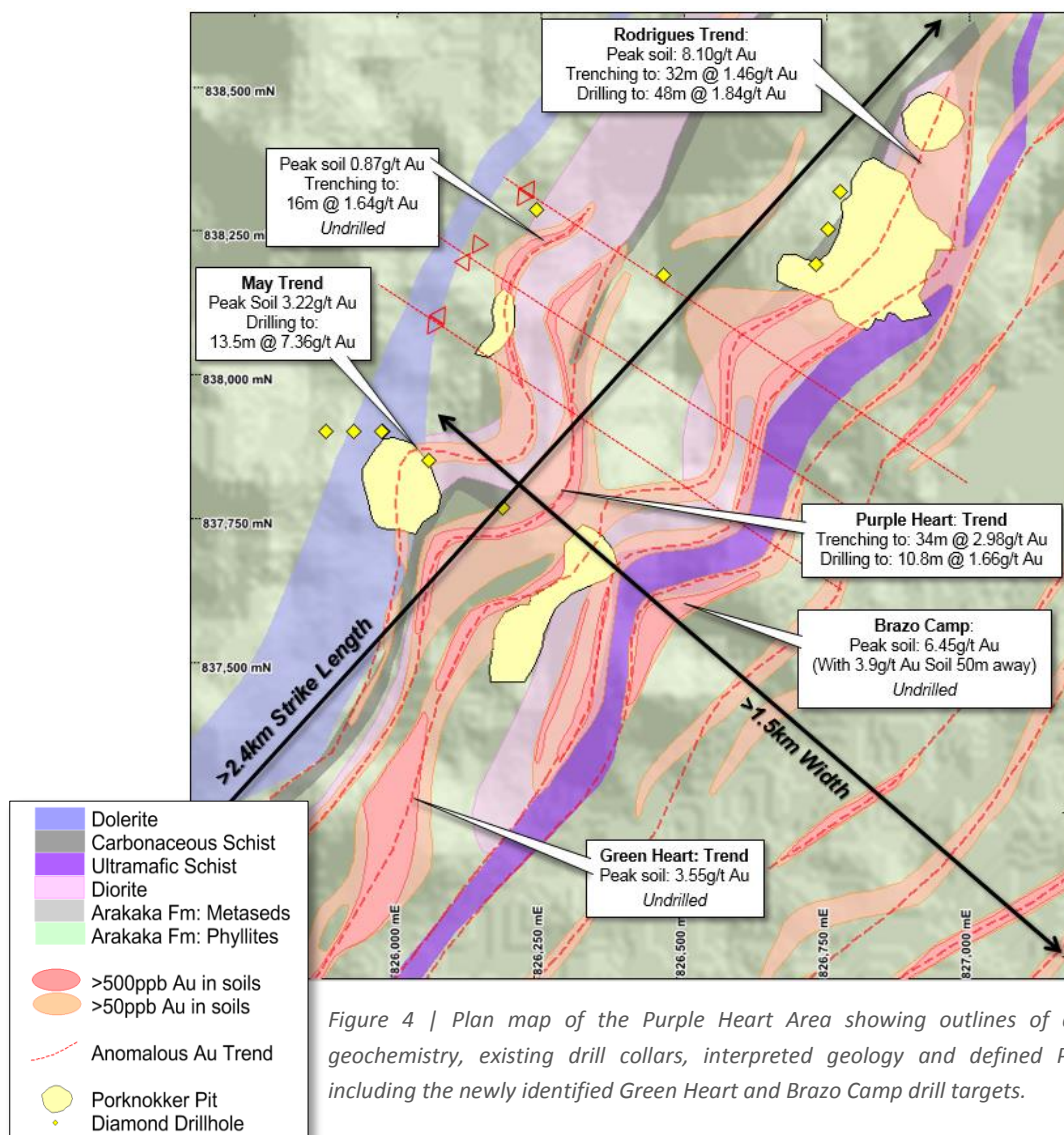 Rodrigues Trend:
Peak soil: 8.10g/t Au
Trenching to: 32m @ 1.46g/t Au
Drilling to: 48m @ 1.84g/t Au
838,500 mN
Peak soil 0.87g/t Au
Trenching to:
16m @ 1.64g/t Au
Undrilled
838,250 mN
May Trend
Peak Soil 3.22g/t Au
Drilling to:
13.5m @ 7.36g/t Au
838,000 mN
837,750 mN
Purple Heart: Trend
Trenching to: 34m @ 2.98g/t Au
Drilling to: 10.8m @ 1.66g/t Au
Brazo Camp:
Peak soil: 6.45g/t Au
(With 3.9g/t Au Soil 50m away)
Undrilled
837,500 mN
>2.4km Strike Length
>1.5km Width
Green Heart: Trend
Peak soil: 3.55g/t Au
Undrilled
826,000 mE
826,250 mE
826,500 mE
826,750 mE
827,000 mE
Dolerite
Carbonaceous Schist
Ultramafic Schist
Diorite
Arakaka Fm: Metaseds
Arakaka Fm: Phyllites
>500ppb Au in soils
>50ppb Au in soils
Anomalous Au Trend
Porknokker Pit
Diamond Drillhole
Figure 4 | Plan map of the Purple Heart Area showing outlines of
geochemistry, existing drill collars, interpreted geology and defined
including the newly identified Green Heart and Brazo Camp drill targets.